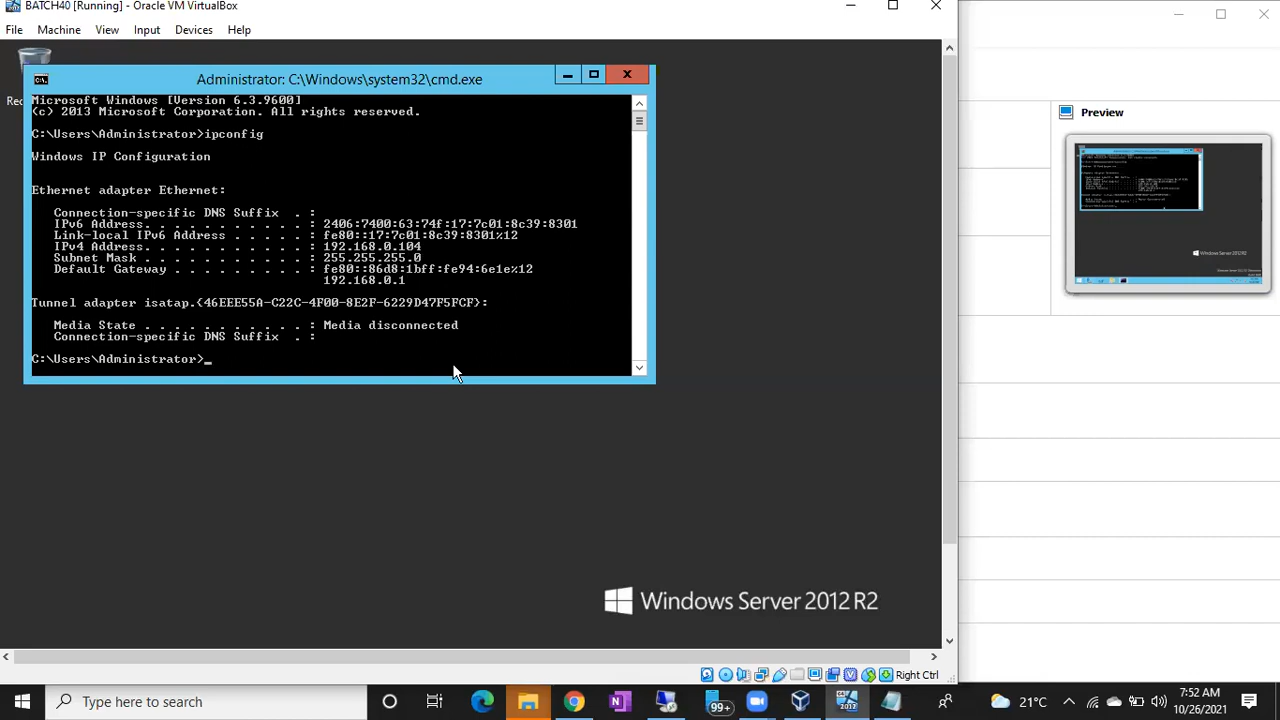 BATCH40 [Running] - Oracle VM VirtualBox
File Machine View Input Devices Help
Administrator: C:\Windows\system32\cmd.exe
Microsoft Windows [Version 6.3.9600]
(c) 2013 Microsoft Corporation. All rights reserved.
C:\Users\Administrator>ipconfig
Windows IP Configuration
Ethernet adapter Ethernet:
Connection-specific DNS Suffix . :
IPv6 Address. . . . . . . . . . . : 2406:7400:63:74f:17:7c01:8c39:8301
Link-local IPv6 Address . . . . . : fe80::17:7c01:8c39:8301%12
IPv4 Address. . . . . . . . . . . : 192.168.0.104
Subnet Mask . . . . . . . . . . . : 255.255.255.0
Default Gateway . . . . . . . . . : fe80::86d8:1bff:fe94:6e1e%12
192.168.0.1
Tunnel adapter isatap.{46EEE55A-C22C-4F00-8E2F-6229D47F5FCF}:
Media State . . . . . . . . . . . : Media disconnected
Connection-specific DNS Suffix . :
C:\Users\Administrator>_
Preview
Windows Server 2012 R2
Right Ctrl
Type here to search
99+
2012
21°C
7:52 AM
10/26/2021